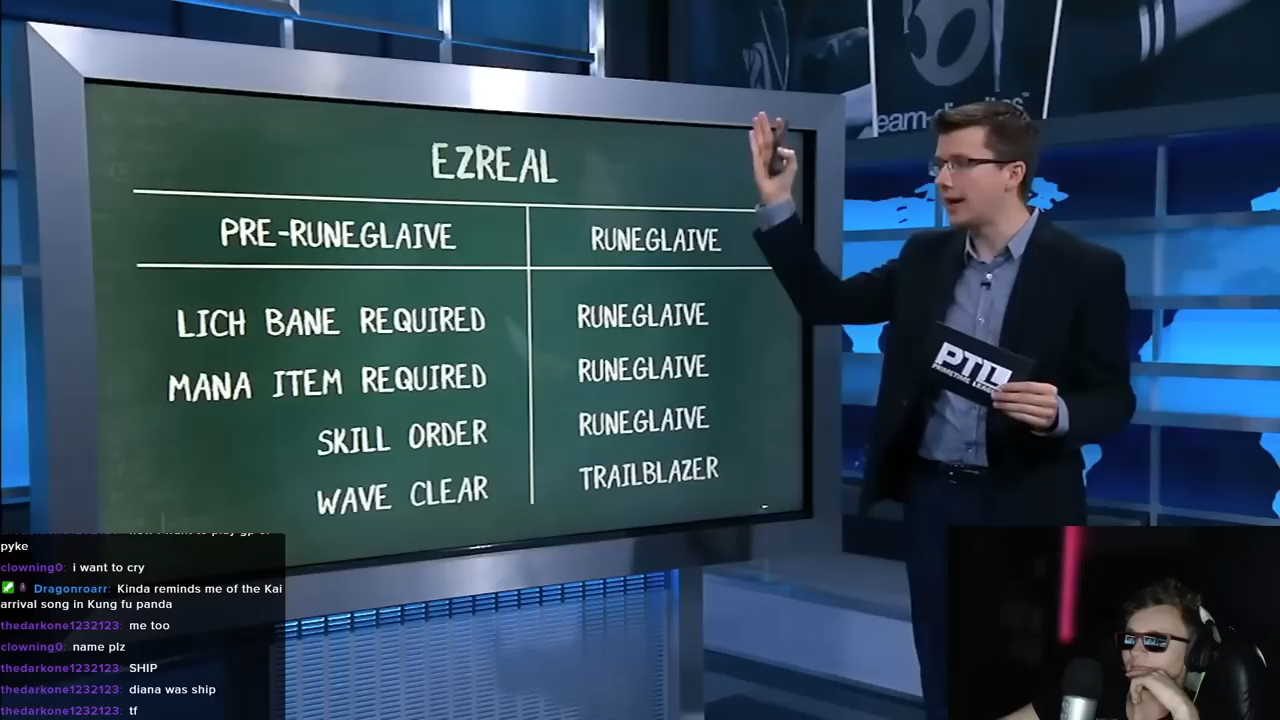 EZREAL
PRE-RUNEGLAIVE
RUNEGLAIVE
LICH BANE REQUIRED
RUNEGLAIVE
MANA ITEM REQUIRED
RUNEGLAIVE
SKILL ORDER
RUNEGLAIVE
WAVE CLEAR
TRAILBLAZER
PTL
PRIMETIME
pyke
clowning0: i want to cry
Dragonroarr: Kinda reminds me of the Kai
arrival song in Kung fu panda
thedarkone1232123: me too
clowning0: name plz
thedarkone1232123: SHIP
thedarkone1232123: diana was ship
thedarkone1232123: tf